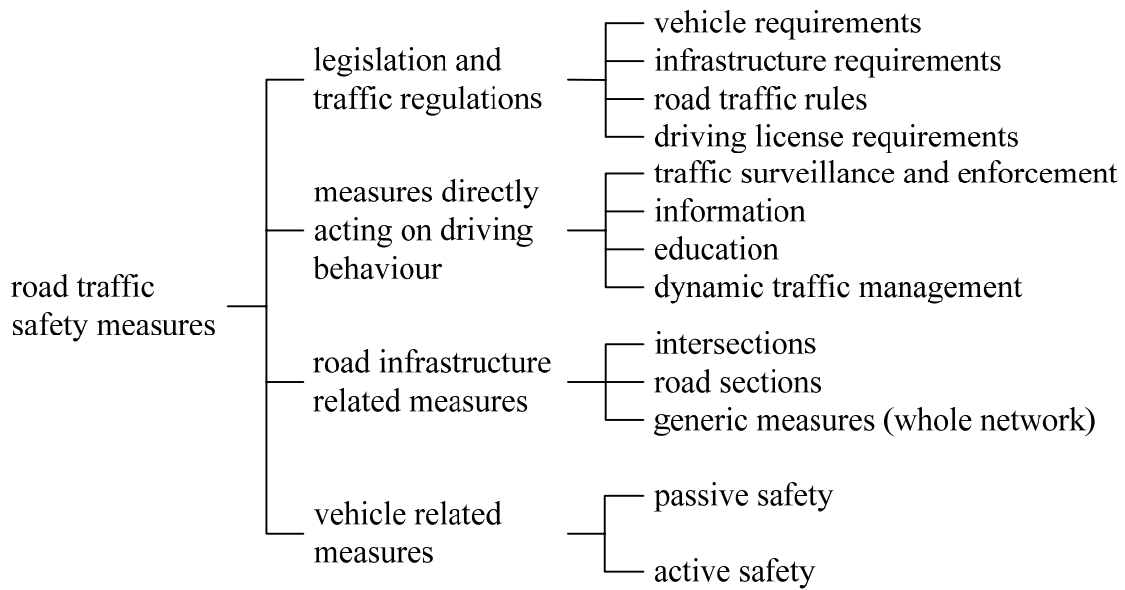 road traffic
safety measures
legislation and
traffic regulations
vehicle requirements
infrastructure requirements
road traffic rules
driving license requirements
measures directly
acting on driving
behaviour
traffic surveillance and enforcement
information
education
dynamic traffic management
road infrastructure
related measures
intersections
road sections
generic measures (whole network)
vehicle related
measures
passive safety
active safety